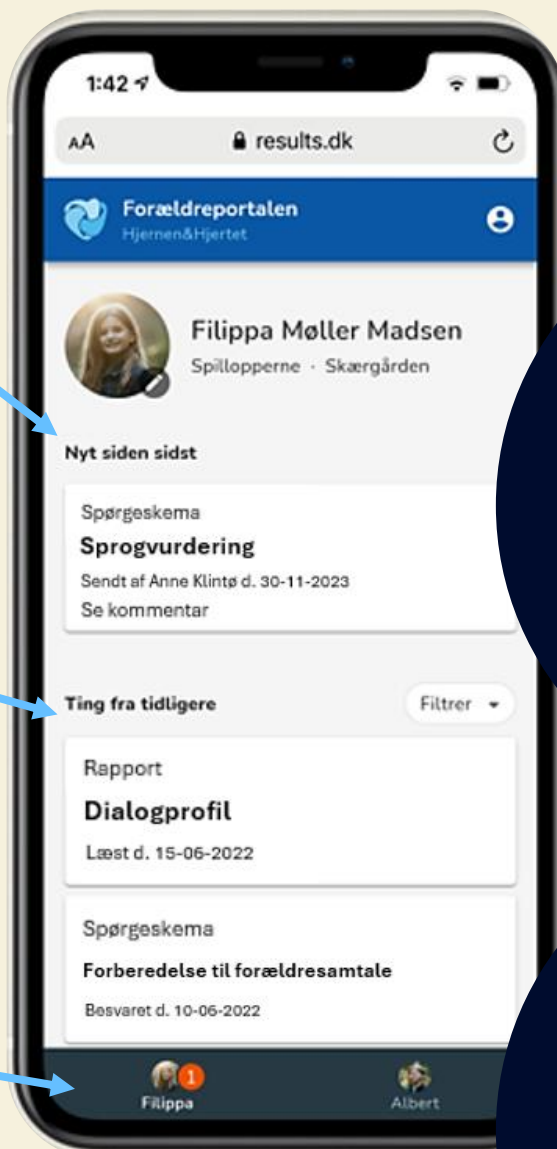 1:42
AA results.dk
Forældreportalen
Hjernen&Hjertet
Filippa Møller Madsen
Spillopperne · Skærgården
Nyt siden sidst
Spørgeskema
Sprogvurdering
Sendt af Anne Klintø d. 30-11-2023
Se kommentar
Ting fra tidligere
Filtrer
Rapport
Dialogprofil
Læst d. 15-06-2022
Spørgeskema
Forberedelse til forældresamtale
Besvaret d. 10-06-2022
1
Filippa
Albert